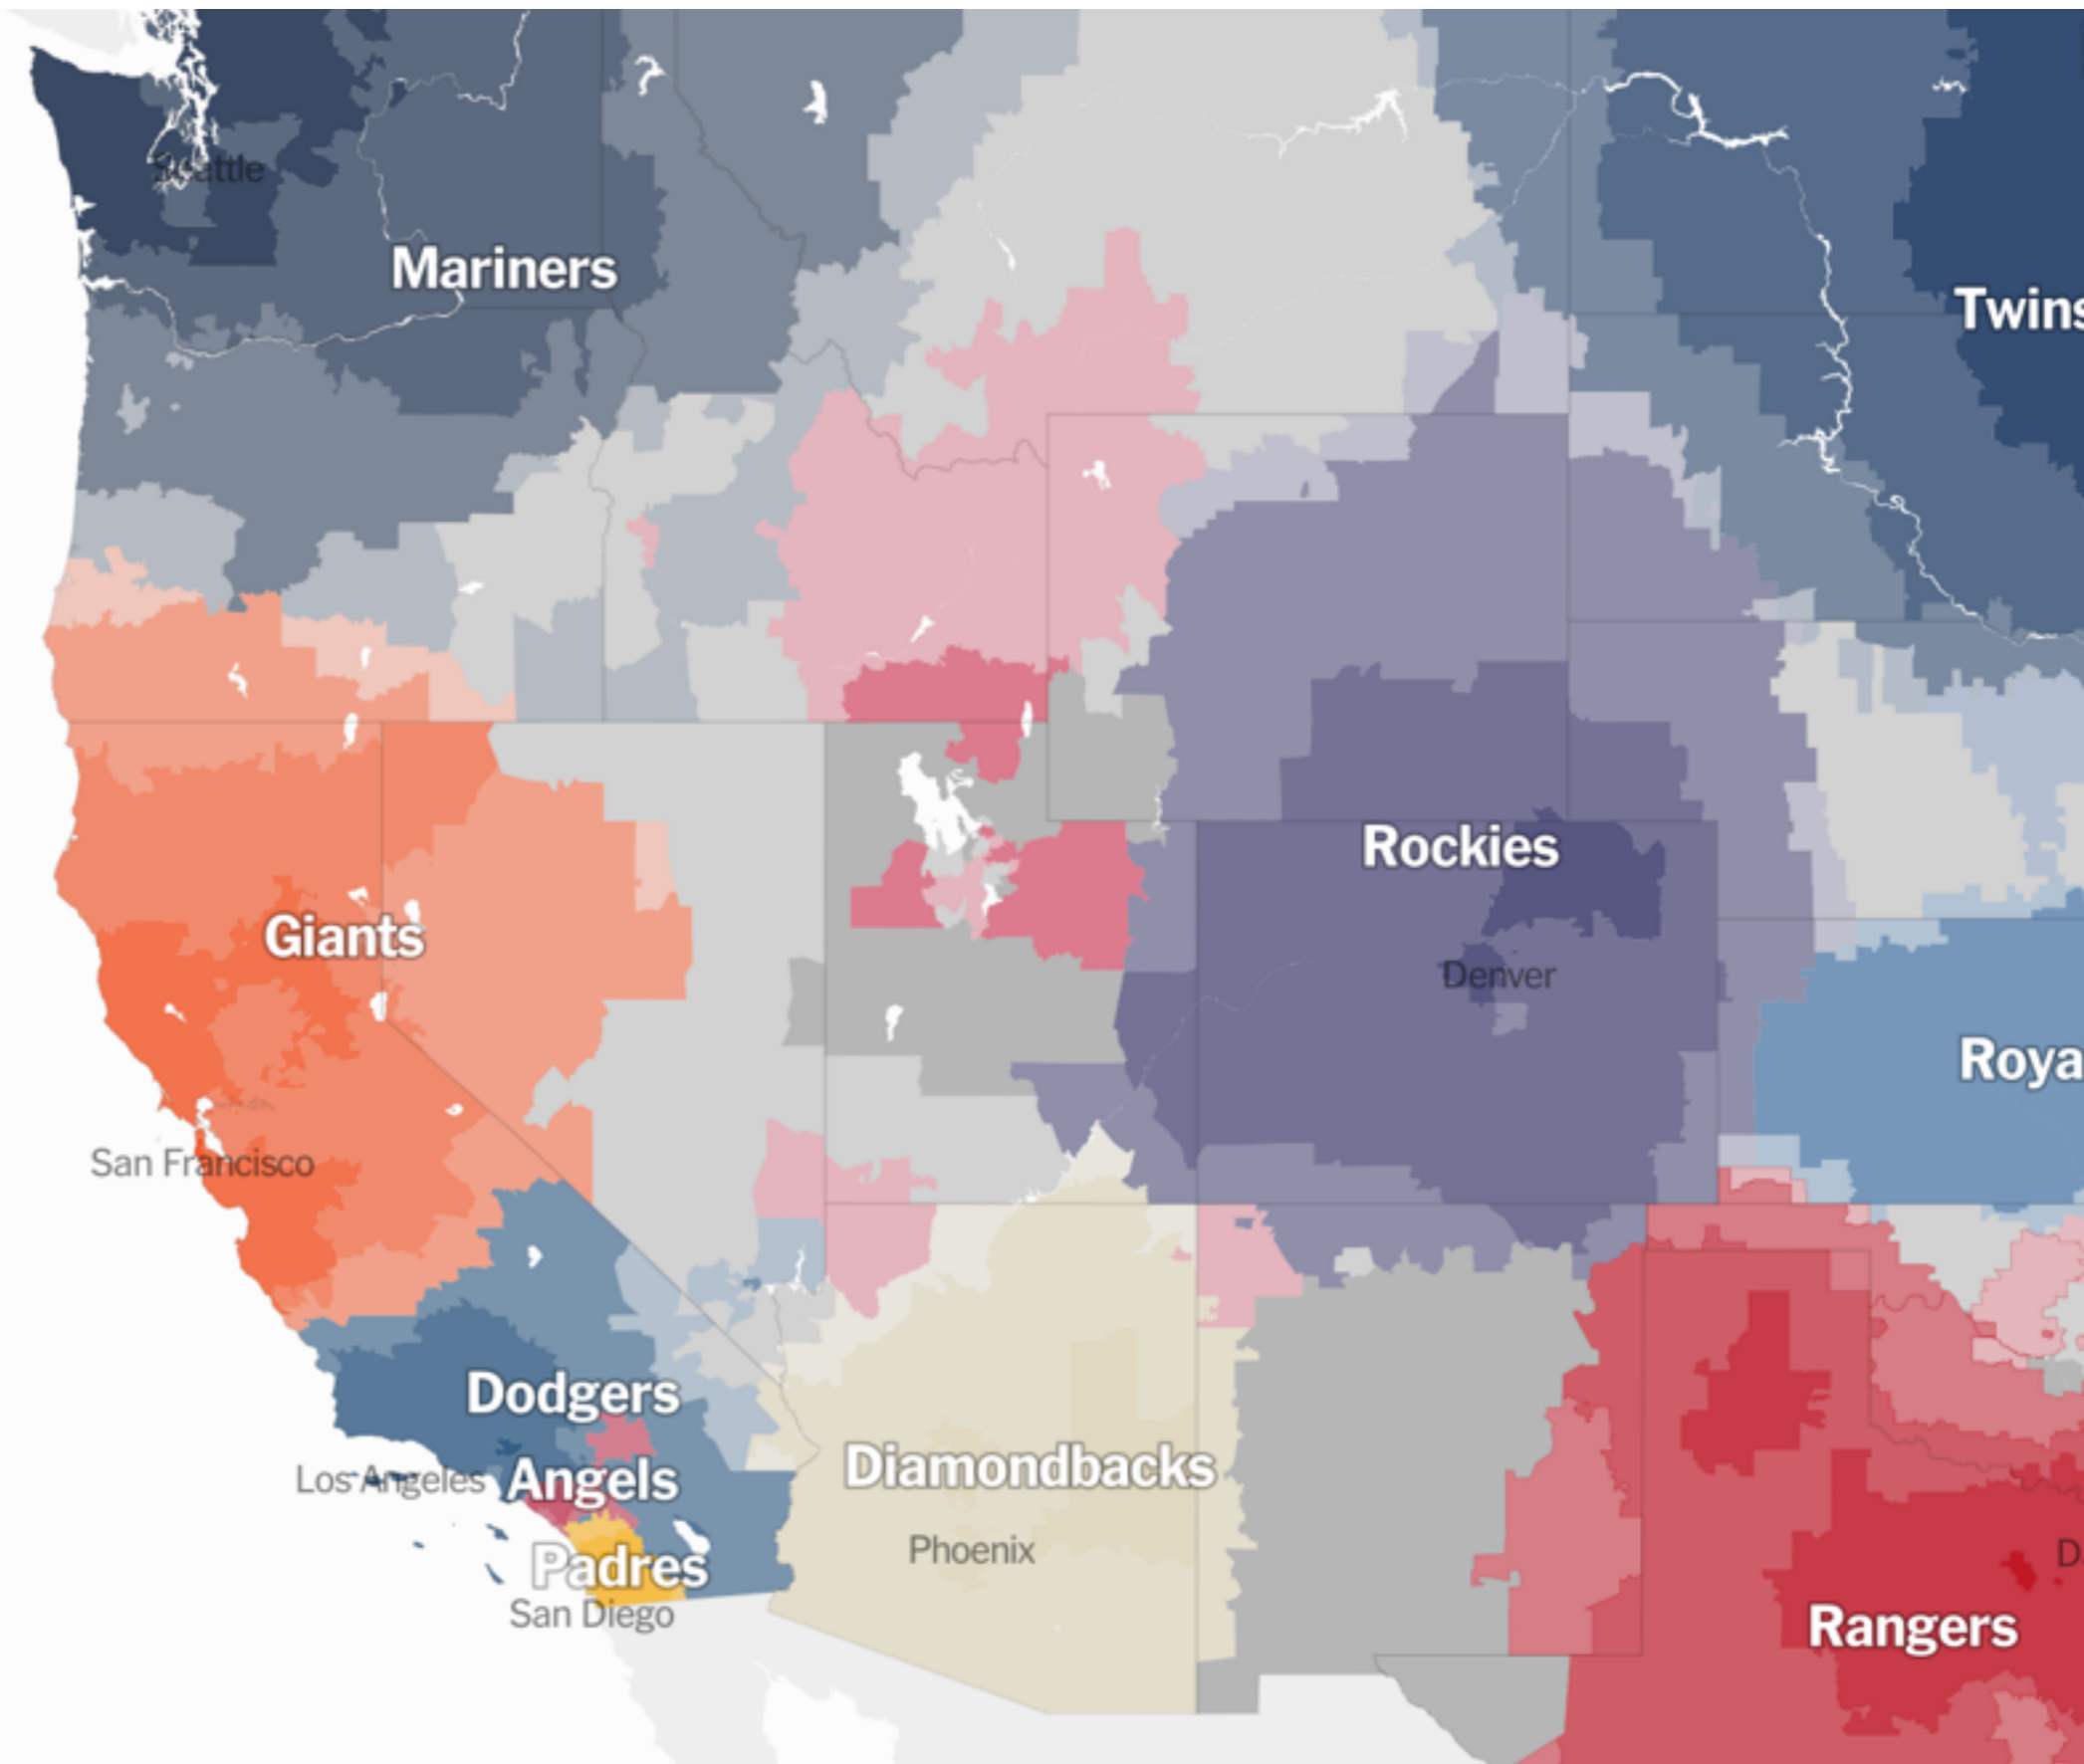 Seattle
Mariners
Twins
Rockies
Giants
Denver
Roya
San Francisco
Dodgers
Diamondbacks
Los Angeles
Angels
Phoenix
D
Padres
San Diego
Rangers